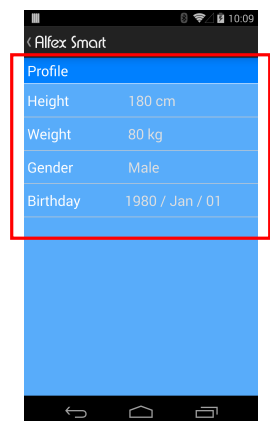 10:09
Alfex Smart
Profile
Height 180 cm
Weight 80 kg
Gender Male
Birthday 1980 / Jan / 01